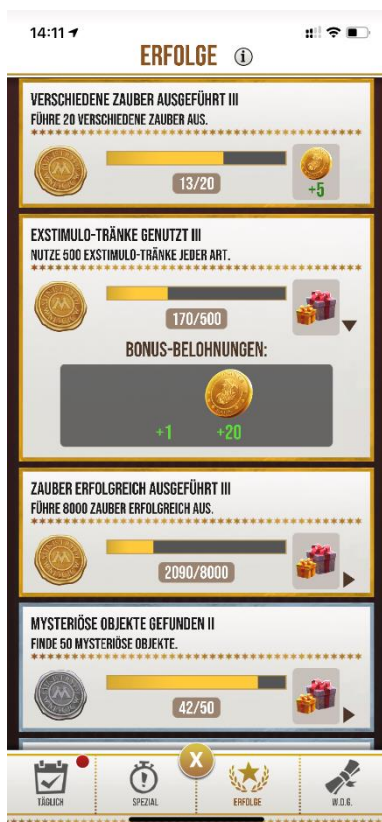 14:11
ERFOLGE i
VERSCHIEDENE ZAUBER AUSGEFÜHRT III
FÜHRE 20 VERSCHIEDENE ZAUBER AUS.
13/20
+5
EXSTIMULO-TRÄNKE GENUTZT III
NUTZE 500 EXSTIMULO-TRÄNKE JEDER ART.
170/500
BONUS-BELOHNUNGEN:
+1 +20
ZAUBER ERFOLGREICH AUSGEFÜHRT III
FÜHRE 8000 ZAUBER ERFOLGREICH AUS.
2090/8000
MYSTERIÖSE OBJEKTE GEFUNDEN II
FINDE 50 MYSTERIÖSE OBJEKTE.
42/50
X
TÄGLICH SPEZIAL ERFOLGE W.D.G.